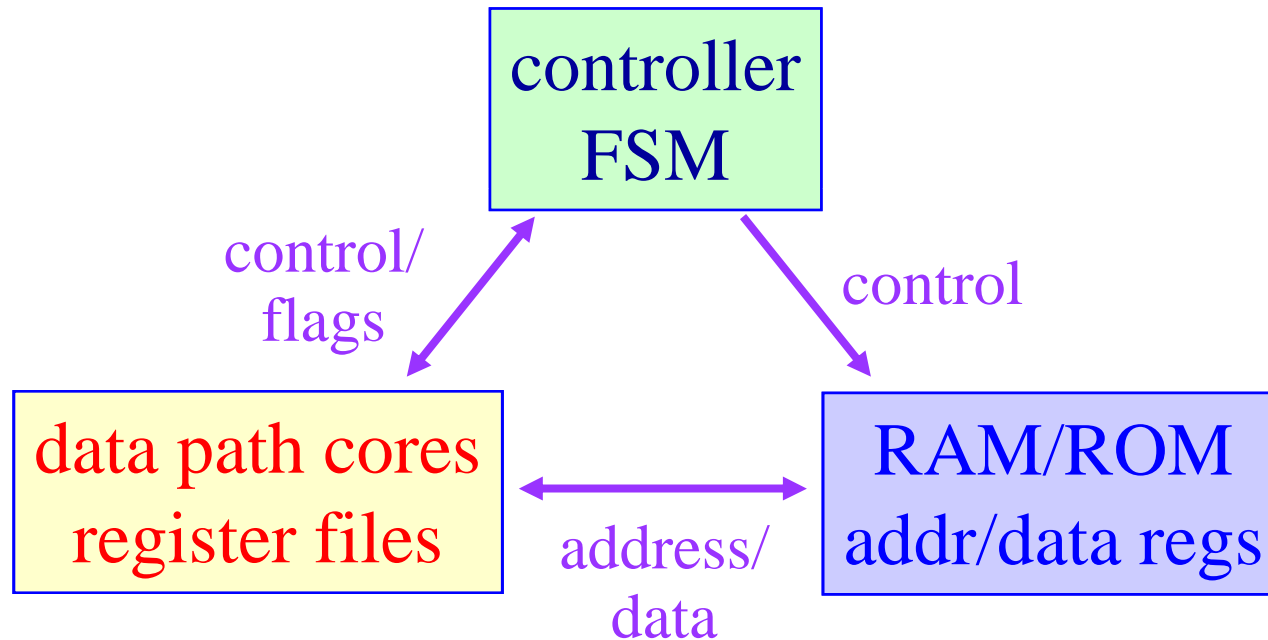 controller
FSM
control/
flags
control
data path cores
register files
address/
data
RAM/ROM
addr/data regs